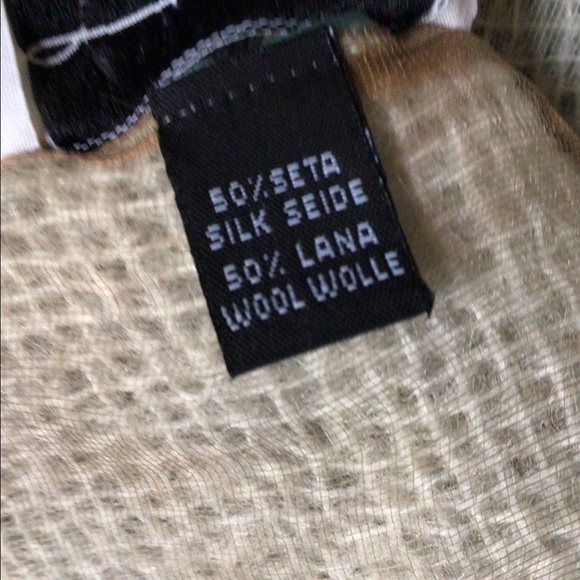 50% SETA
SILK SEIDE
50% LANA
WOOL WOLLE